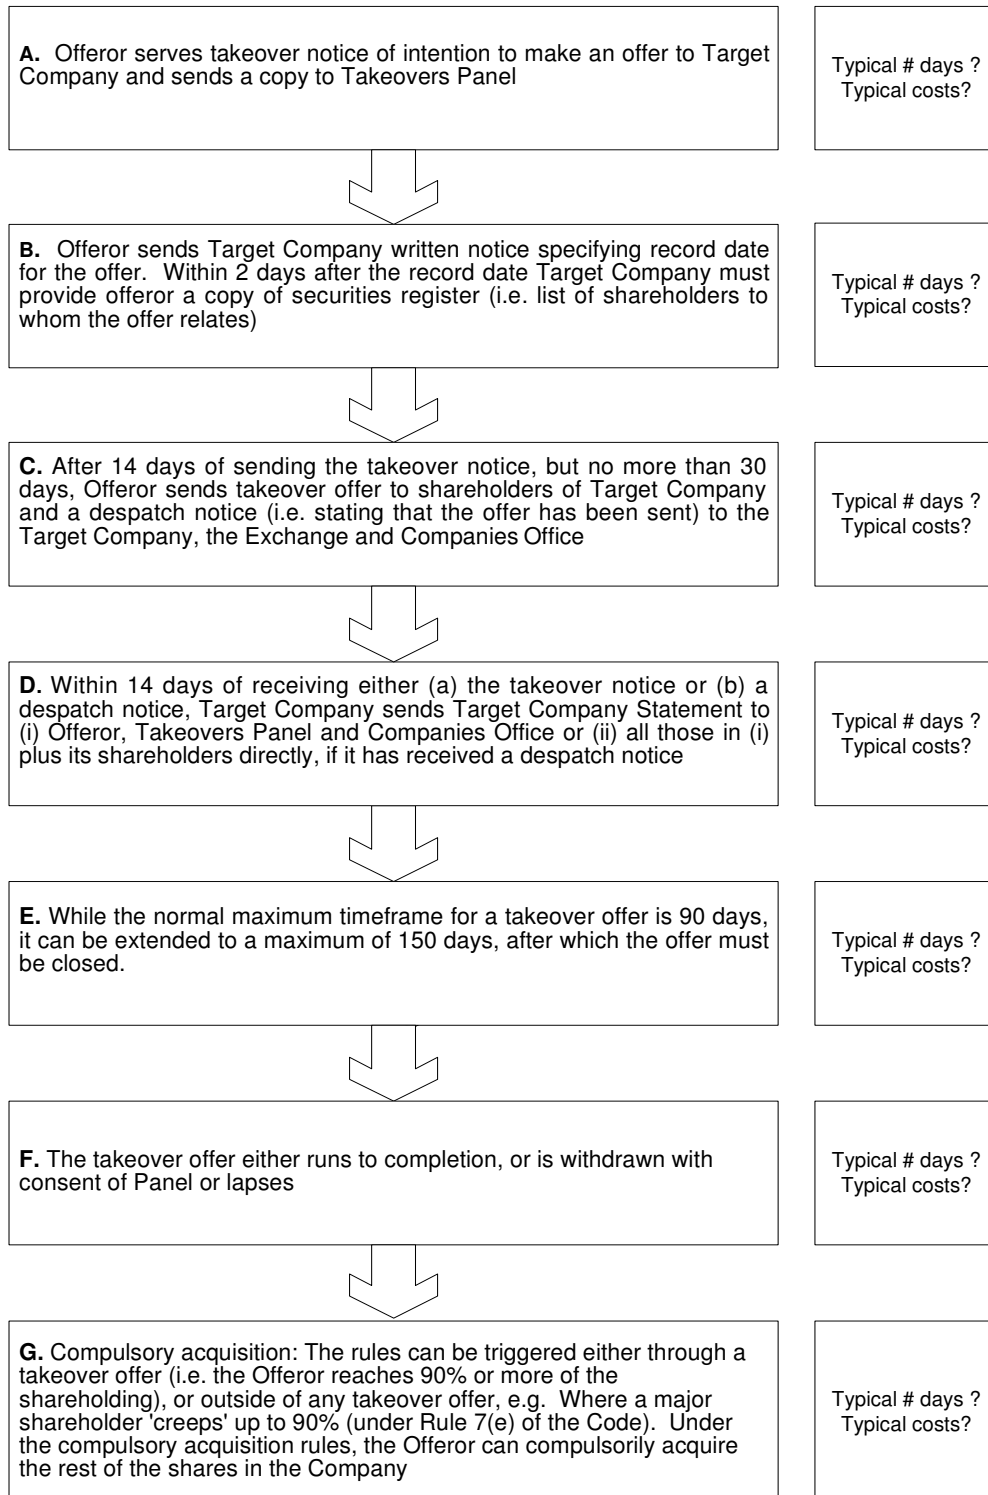 A. Offeror serves takeover notice of intention to make an offer to Target
Company and sends a copy to Takeovers Panel
Typical # days ?
Typical costs?
B. Offeror sends Target Company written notice specifying record date
for the offer. Within 2 days after the record date Target Company must
provide offeror a copy of securities register (i.e. list of shareholders to
whom the offer relates)
Typical # days ?
Typical costs?
C. After 14 days of sending the takeover notice, but no more than 30
days, Offeror sends takeover offer to shareholders of Target Company
and a despatch notice (i.e. stating that the offer has been sent) to the
Target Company, the Exchange and Companies Office
Typical # days ?
Typical costs?
D. Within 14 days of receiving either (a) the takeover notice or (b) a
despatch notice, Target Company sends Target Company Statement to
(i) Offeror, Takeovers Panel and Companies Office or (ii) all those in (i)
plus its shareholders directly, if it has received a despatch notice
Typical # days ?
Typical costs?
E. While the normal maximum timeframe for a takeover offer is 90 days,
it can be extended to a maximum of 150 days, after which the offer must
be closed.
Typical # days ?
Typical costs?
F. The takeover offer either runs to completion, or is withdrawn with
consent of Panel or lapses
Typical # days ?
Typical costs?
G. Compulsory acquisition: The rules can be triggered either through a
takeover offer (i.e. the Offeror reaches 90% or more of the
shareholding), or outside of any takeover offer, e.g. Where a major
shareholder 'creeps' up to 90% (under Rule 7(e) of the Code). Under
the compulsory acquisition rules, the Offeror can compulsorily acquire
the rest of the shares in the Company
Typical # days ?
Typical costs?